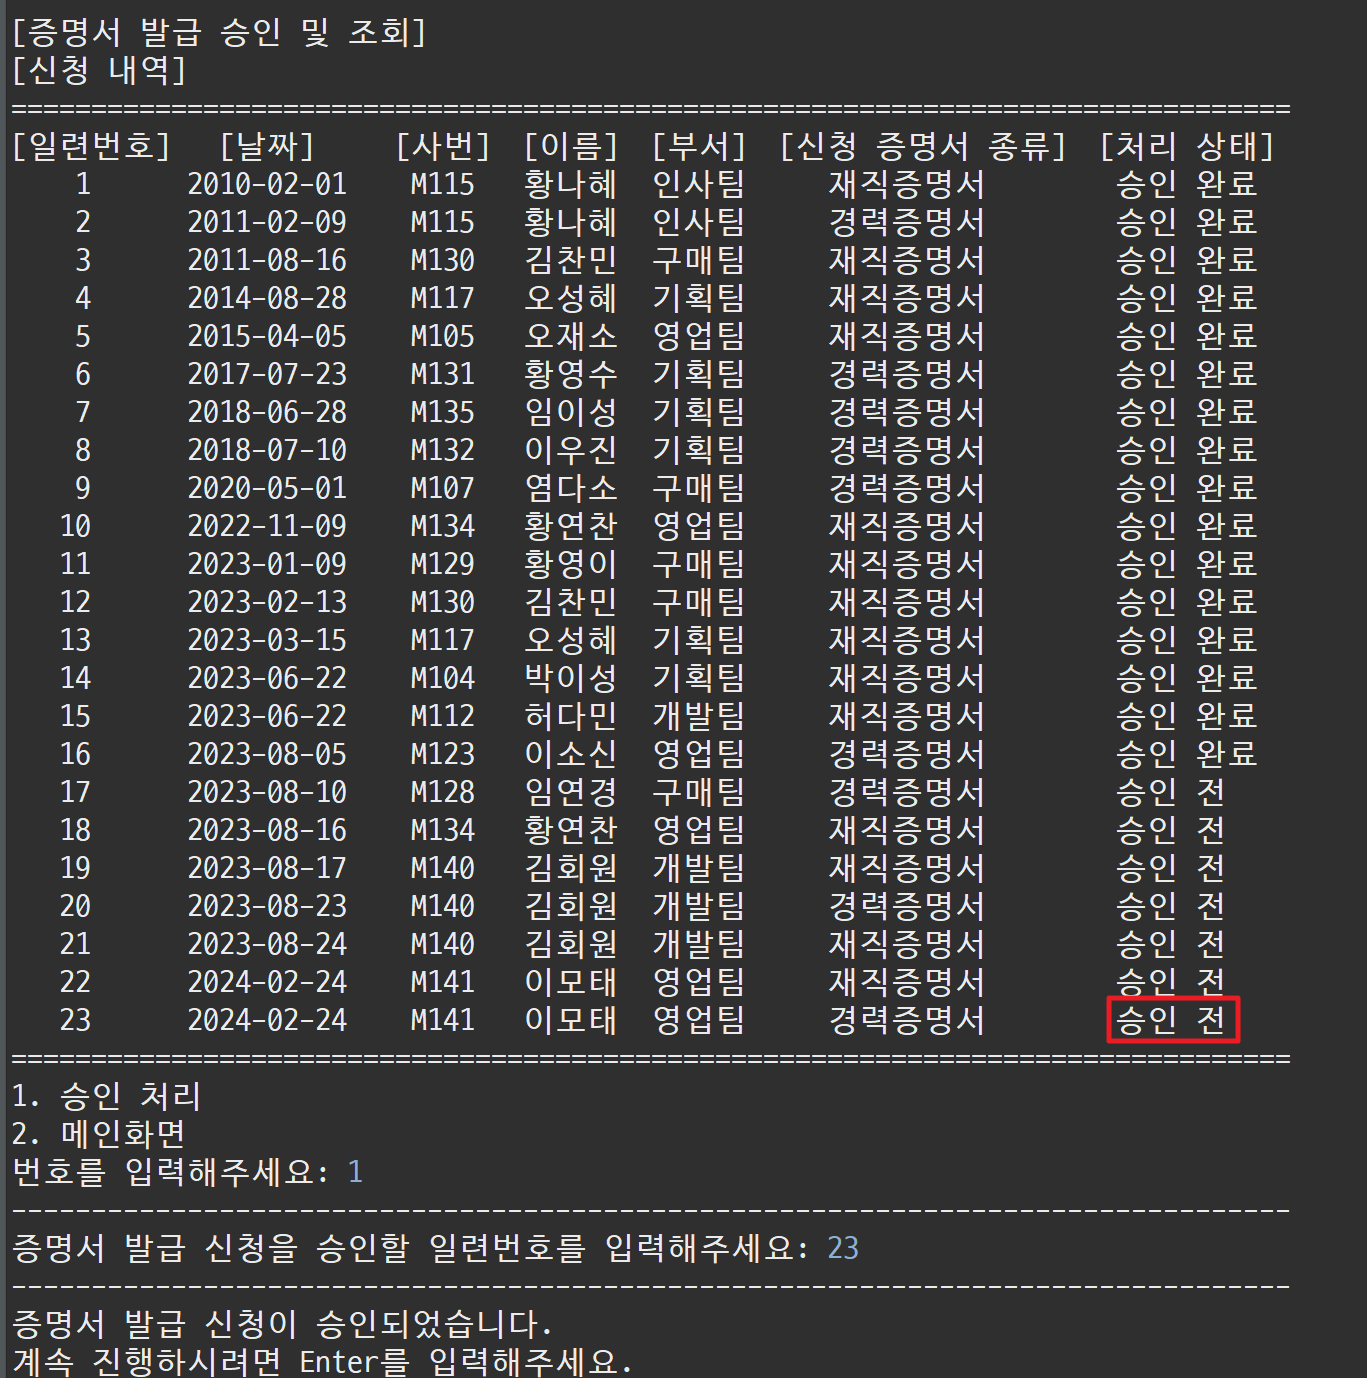 [증명서 발급 승인 및 조회]
[신청 내역]
================================================================================
[일련번호] [날짜] [사번] [이름] [부서] [신청 증명서 종류] [처리 상태]
1 2010-02-01 M115 황나혜 인사팀 재직증명서 승인 완료
2 2011-02-09 M115 황나혜 인사팀 경력증명서 승인 완료
3 2011-08-16 M130 김찬민 구매팀 재직증명서 승인 완료
4 2014-08-28 M117 오성혜 기획팀 재직증명서 승인 완료
5 2015-04-05 M105 오재소 영업팀 재직증명서 승인 완료
6 2017-07-23 M131 황영수 기획팀 경력증명서 승인 완료
7 2018-06-28 M135 임이성 기획팀 경력증명서 승인 완료
8 2018-07-10 M132 이우진 기획팀 경력증명서 승인 완료
9 2020-05-01 M107 염다소 구매팀 경력증명서 승인 완료
10 2022-11-09 M134 황연찬 영업팀 재직증명서 승인 완료
11 2023-01-09 M129 황영이 구매팀 재직증명서 승인 완료
12 2023-02-13 M130 김찬민 구매팀 재직증명서 승인 완료
13 2023-03-15 M117 오성혜 기획팀 재직증명서 승인 완료
14 2023-06-22 M104 박이성 기획팀 재직증명서 승인 완료
15 2023-06-22 M112 허다민 개발팀 재직증명서 승인 완료
16 2023-08-05 M123 이소신 영업팀 경력증명서 승인 완료
17 2023-08-10 M128 임연경 구매팀 경력증명서 승인 전
18 2023-08-16 M134 황연찬 영업팀 재직증명서 승인 전
19 2023-08-17 M140 김회원 개발팀 재직증명서 승인 전
20 2023-08-23 M140 김회원 개발팀 경력증명서 승인 전
21 2023-08-24 M140 김회원 개발팀 재직증명서 승인 전
22 2024-02-24 M141 이모태 영업팀 재직증명서 승인 전
23 2024-02-24 M141 이모태 영업팀 경력증명서 승인 전
================================================================================
1. 승인 처리
2. 메인화면
번호를 입력해주세요: 1
--------------------------------------------------------------------------------
증명서 발급 신청을 승인할 일련번호를 입력해주세요: 23
--------------------------------------------------------------------------------
증명서 발급 신청이 승인되었습니다.
계속 진행하시려면 Enter를 입력해주세요.